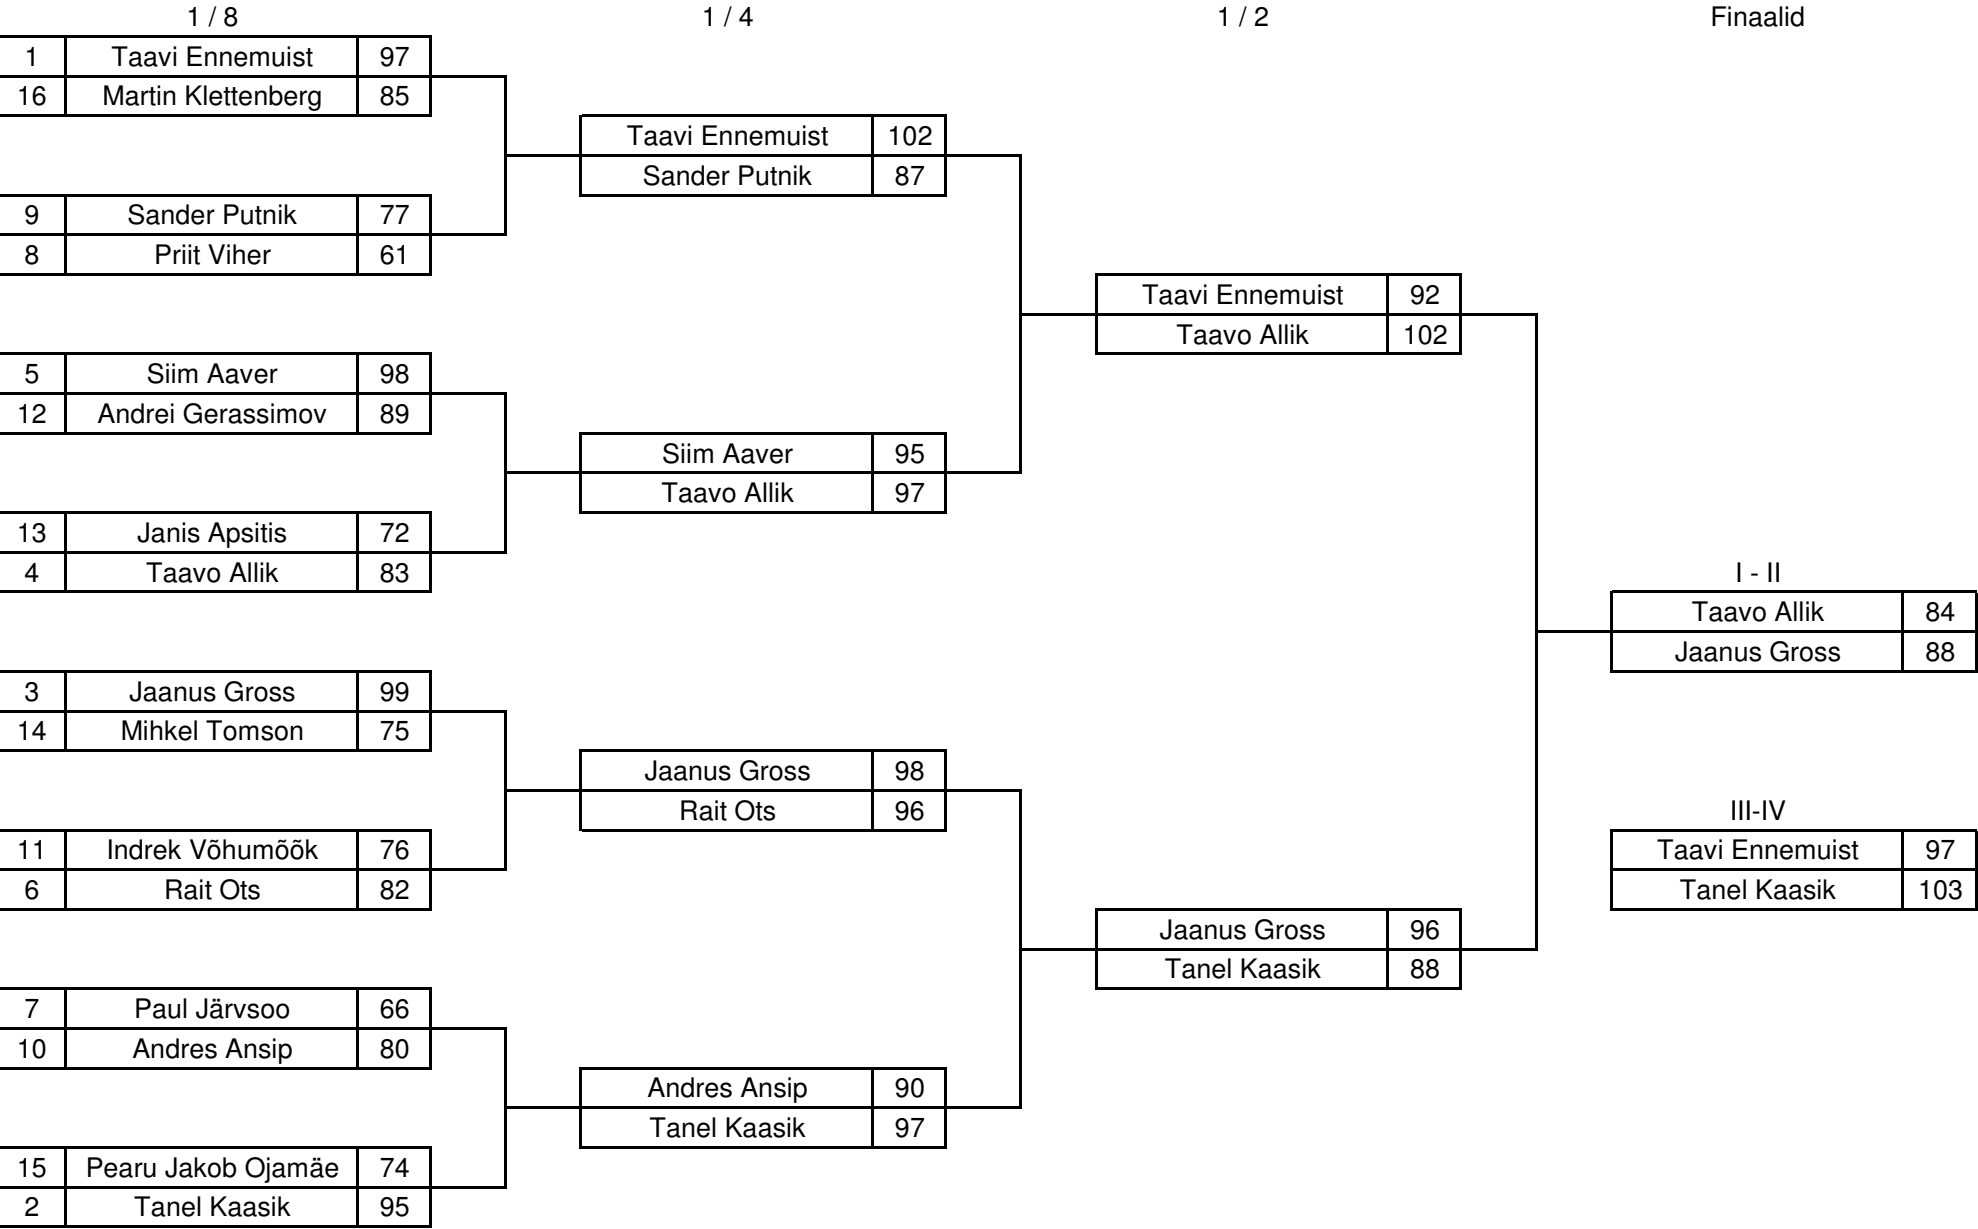 1 / 8 1 / 4 1 / 2 Finaalid
1 Taavi Ennemuist 97
16 Martin Klettenberg 85
9 Sander Putnik 77
8 Priit Viher 61
5 Siim Aaver 98
12 Andrei Gerassimov 89
13 Janis Apsitis 72
4 Taavo Allik 83
3 Jaanus Gross 99
14 Mihkel Tomson 75
11 Indrek Võhumõõk 76
6 Rait Ots 82
7 Paul Järvsoo 66
10 Andres Ansip 80
15 Pearu Jakob Ojamäe 74
2 Tanel Kaasik 95
Taavi Ennemuist 102
Sander Putnik 87
Siim Aaver 95
Taavo Allik 97
Jaanus Gross 98
Rait Ots 96
Andres Ansip 90
Tanel Kaasik 97
Taavi Ennemuist 92
Taavo Allik 102
Jaanus Gross 96
Tanel Kaasik 88
I - II
Taavo Allik 84
Jaanus Gross 88
III-IV
Taavi Ennemuist 97
Tanel Kaasik 103